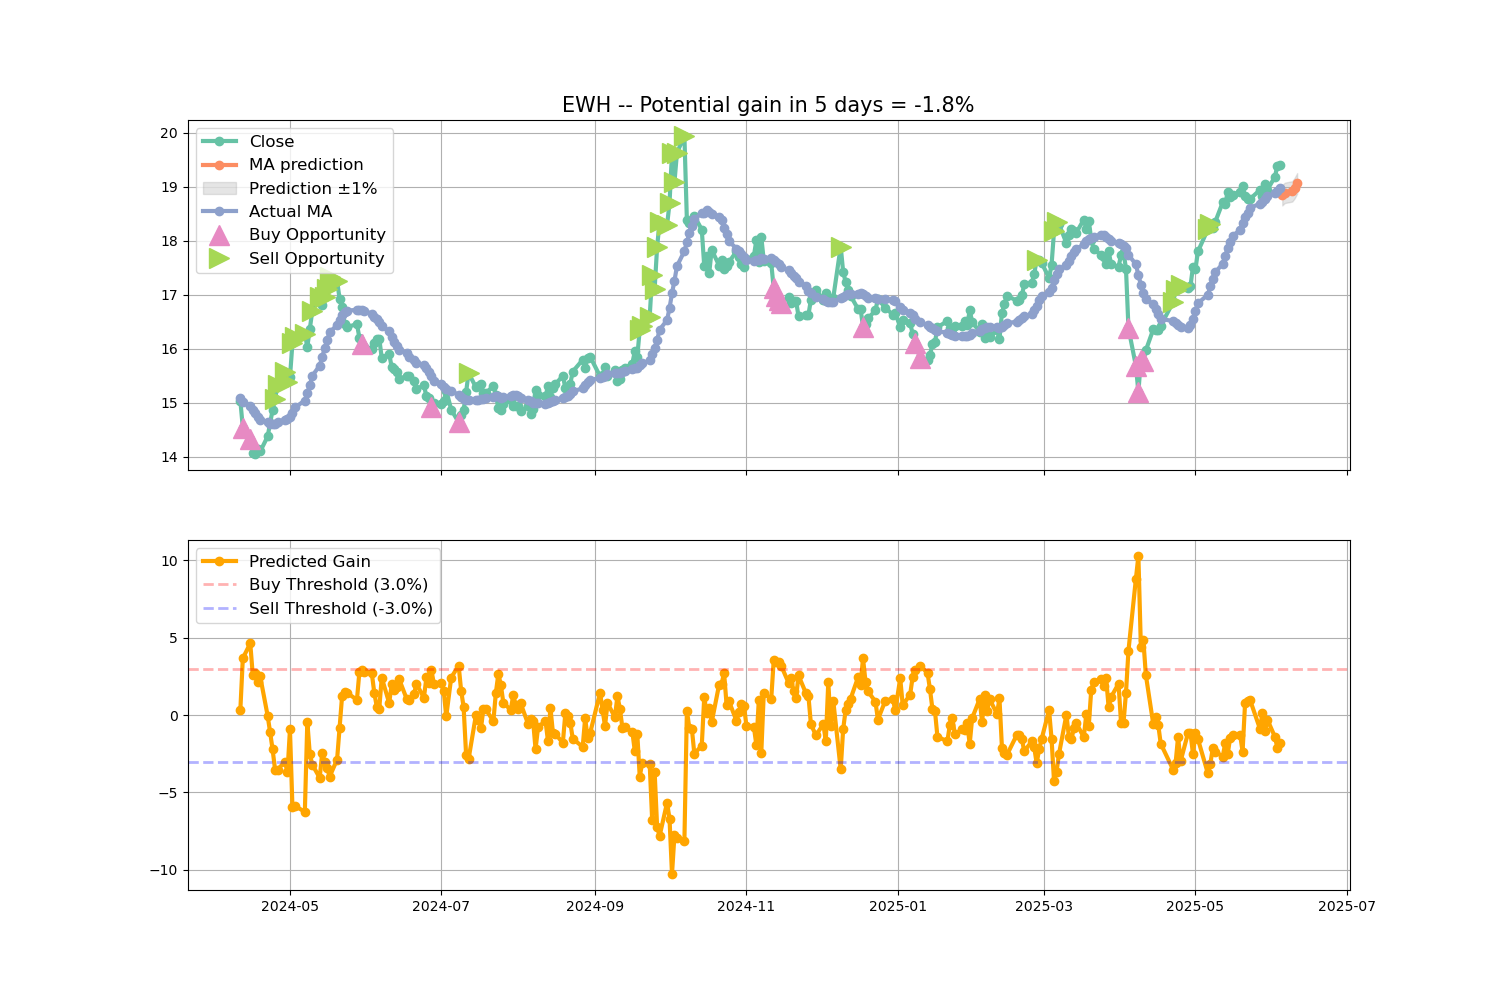 EWH -- Potential gain in 5 days = -1.8%
20
19
18
17
16
15
14
Close
MA prediction
Prediction ±1%
Actual MA
Buy Opportunity
Sell Opportunity
10
5
0
−5
−10
Predicted Gain
Buy Threshold (3.0%)
Sell Threshold (-3.0%)
2024-05
2024-07
2024-09
2024-11
2025-01
2025-03
2025-05
2025-07